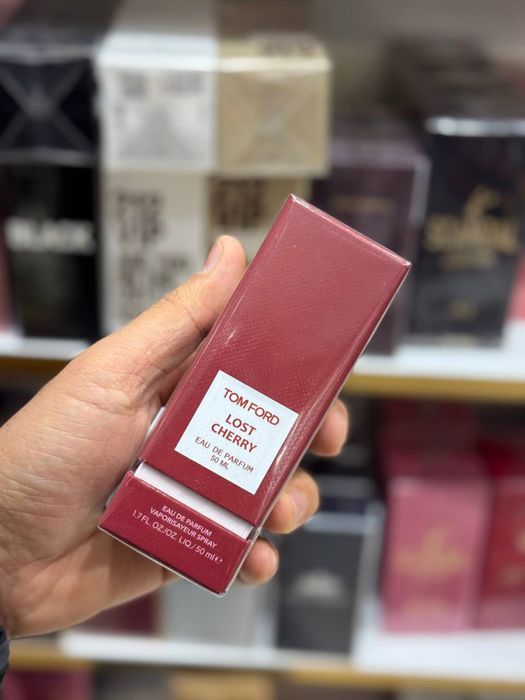 TOM FORD
LOST
CHERRY
EAU DE PARFUM
50 ML
EAU DE PARFUM
VAPORISATEUR SPRAY
1.7 FL.OZ./OZ. LIQ./50 ml e
BLACK